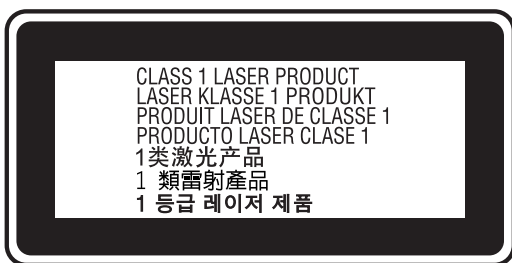 CLASS 1 LASER PRODUCT
LASER KLASSE 1 PRODUKT
PRODUIT LASER DE CLASSE 1
PRODUCTO LASER CLASE 1
1类激光产品
1 類雷射產品
1 등급 레이저 제품